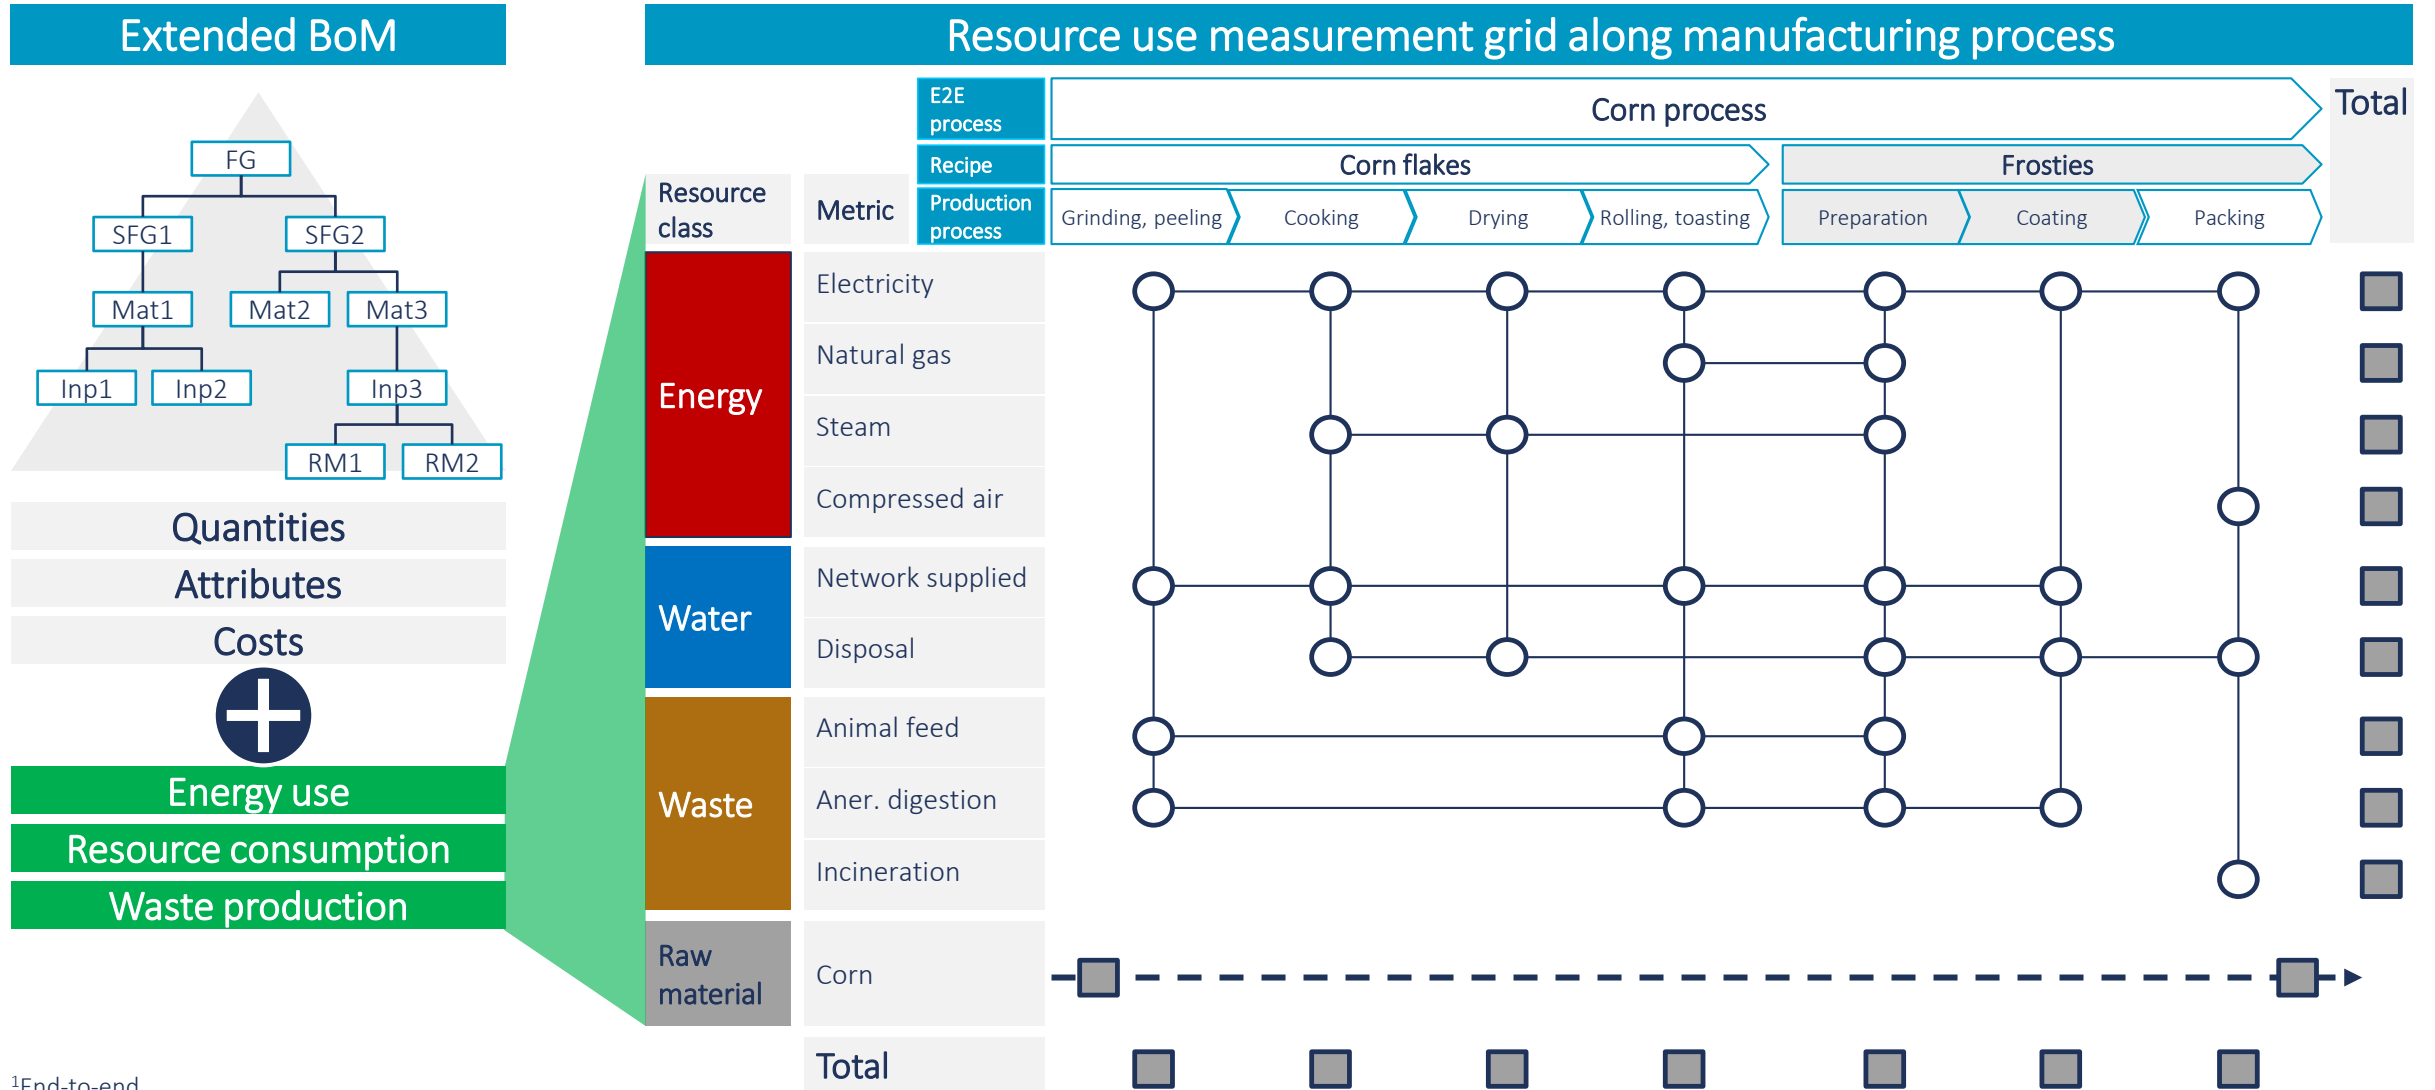 Extended BoM
Resource use measurement grid along manufacturing process
FG
SFG1
SFG2
Mat1
Mat2
Mat3
Inp1
Inp2
Inp3
RM1
RM2
Quantities
Attributes
Costs
Energy use
Resource consumption
Waste production
E2E
process
Corn process
Total
Recipe
Corn flakes
Frosties
Resource
class
Metric
Production
process
Grinding, peeling
Cooking
Drying
Rolling, toasting
Preparation
Coating
Packing
Energy
Electricity
Natural gas
Steam
Compressed air
Water
Network supplied
Disposal
Waste
Animal feed
Aner. digestion
Incineration
Raw
material
Corn
Total
1End-to-end